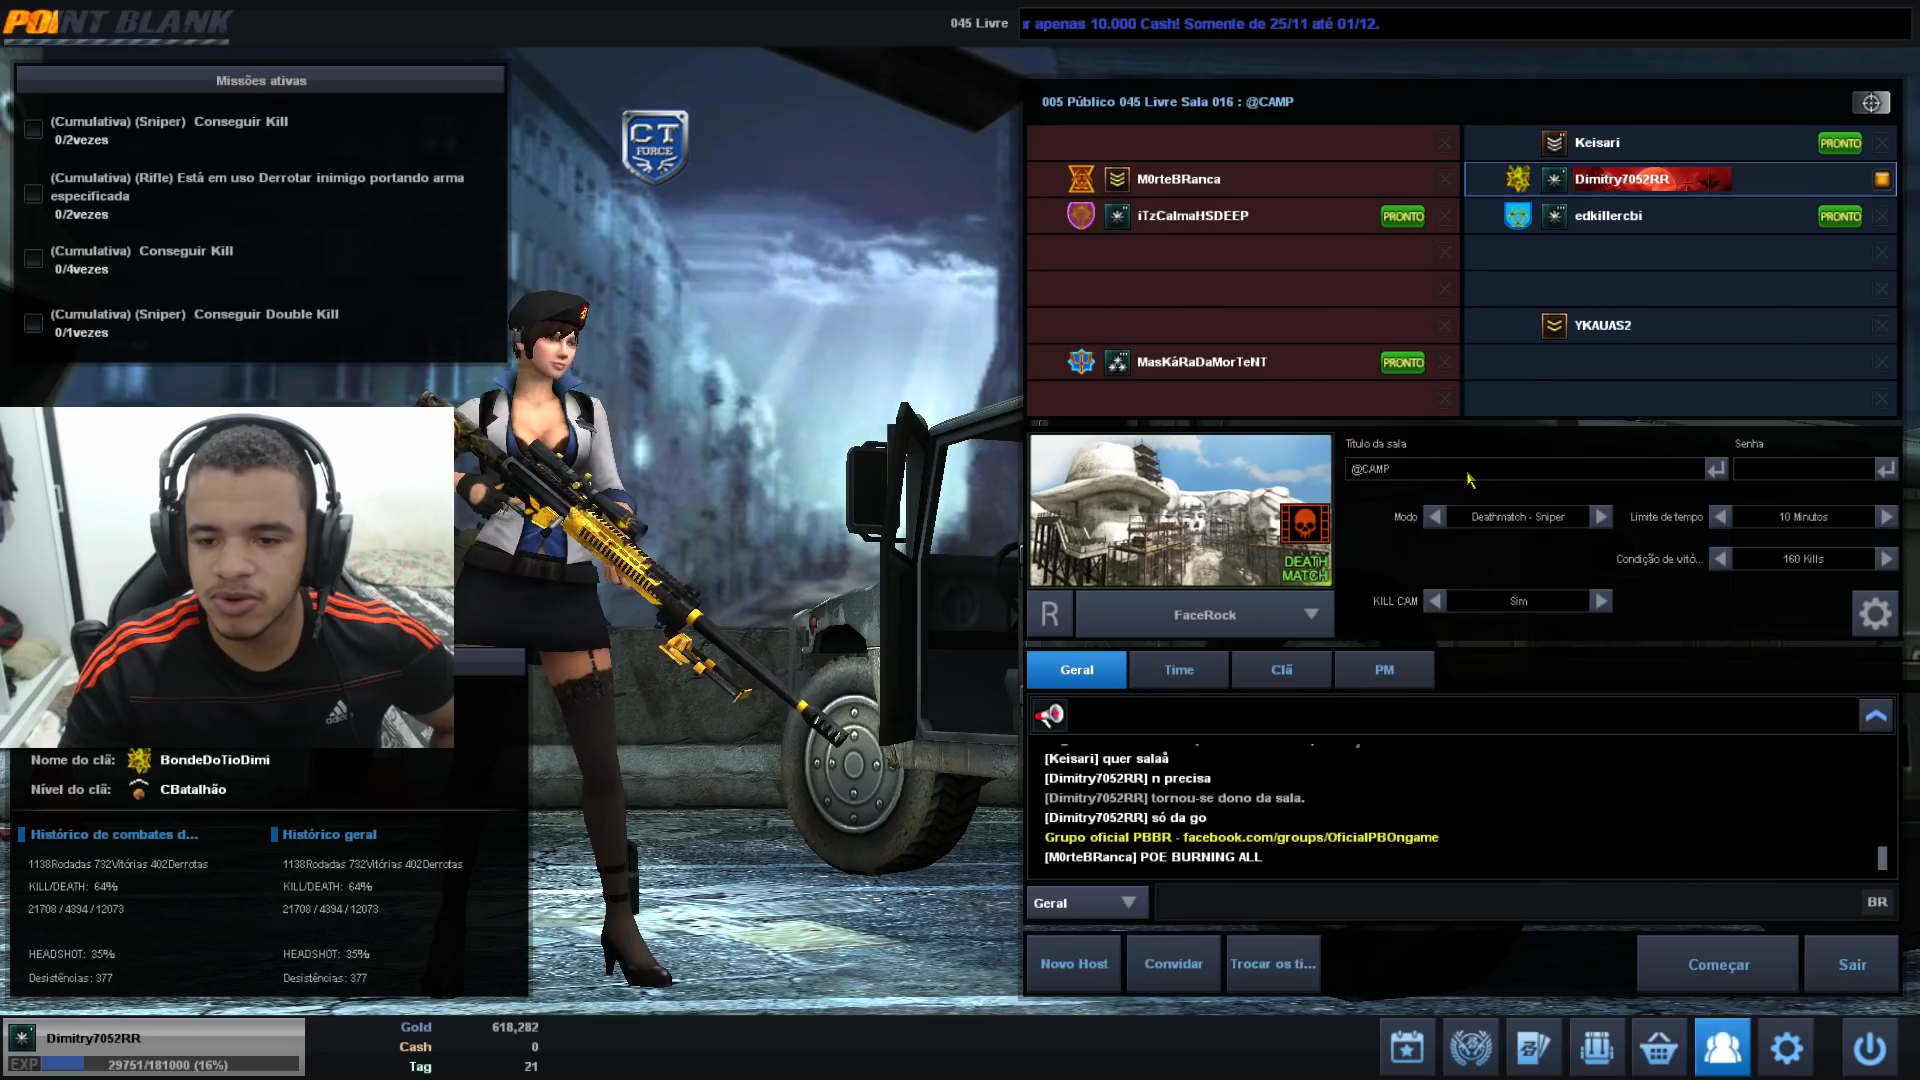 POINT BLANK
045 Livre
r apenas 10.000 Cash! Somente de 25/11 até 01/12.
Missões ativas
(Cumulativa) (Sniper) Conseguir Kill
0/2vezes
(Cumulativa) (Rifle) Está em uso Derrotar inimigo portando arma
especificada
0/2vezes
(Cumulativa) Conseguir Kill
0/4vezes
(Cumulativa) (Sniper) Conseguir Double Kill
0/1vezes
CT
FORCE
005 Público 045 Livre Sala 016 : @CAMP
Keisari PRONTO
M0rteBRanca
Dimitry7052RR
iTzCalmaHSDEEP PRONTO
edkillercbi PRONTO
YKAUAS2
MasKáRaDaMorTeNT PRONTO
DEATH
MATCH
R FaceRock
Título da sala
Senha
@CAMP
Modo Deathmatch - Sniper
Limite de tempo 10 Minutos
Condição de vitó... 160 Kills
KILL CAM Sim
Geral Time Clã PM
[Keisari] quer salaå
[Dimitry7052RR] n precisa
[Dimitry7052RR] tornou-se dono da sala.
[Dimitry7052RR] só da go
Grupo oficial PBBR - facebook.com/groups/OficialPBOngame
[M0rteBRanca] POE BURNING ALL
Geral
BR
Novo Host Convidar Trocar os ti... Começar Sair
adidas
Nome do clã: BondeDoTioDimi
Nível do clã: CBatalhão
Histórico de combates d...
1138Rodadas 732Vitórias 402Derrotas
KILL/DEATH: 64%
21708 / 4394 / 12073
HEADSHOT: 35%
Desistências: 377
Histórico geral
1138Rodadas 732Vitórias 402Derrotas
KILL/DEATH: 64%
21708 / 4394 / 12073
HEADSHOT: 35%
Desistências: 377
Dimitry7052RR
EXP 29751/181000 (16%)
Gold 618,282
Cash 0
Tag 21